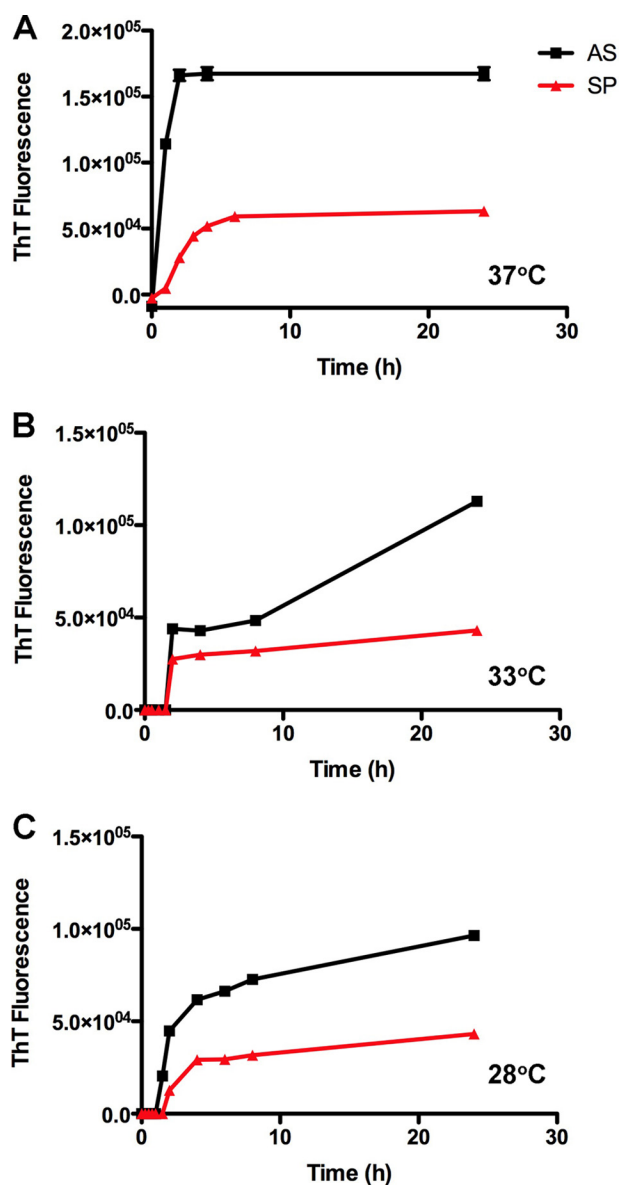 A
2.0×10⁰⁵
1.5×10⁰⁵
1.0×10⁰⁵
5.0×10⁰⁴
0.0
ThT Fluorescence
AS
SP
37°C
0 10 20 30
Time (h)
B
1.5×10⁰⁵
1.0×10⁰⁵
5.0×10⁰⁴
0.0
ThT Fluorescence
33°C
0 10 20 30
Time (h)
C
1.5×10⁰⁵
1.0×10⁰⁵
5.0×10⁰⁴
0.0
ThT Fluorescence
28°C
0 10 20 30
Time (h)